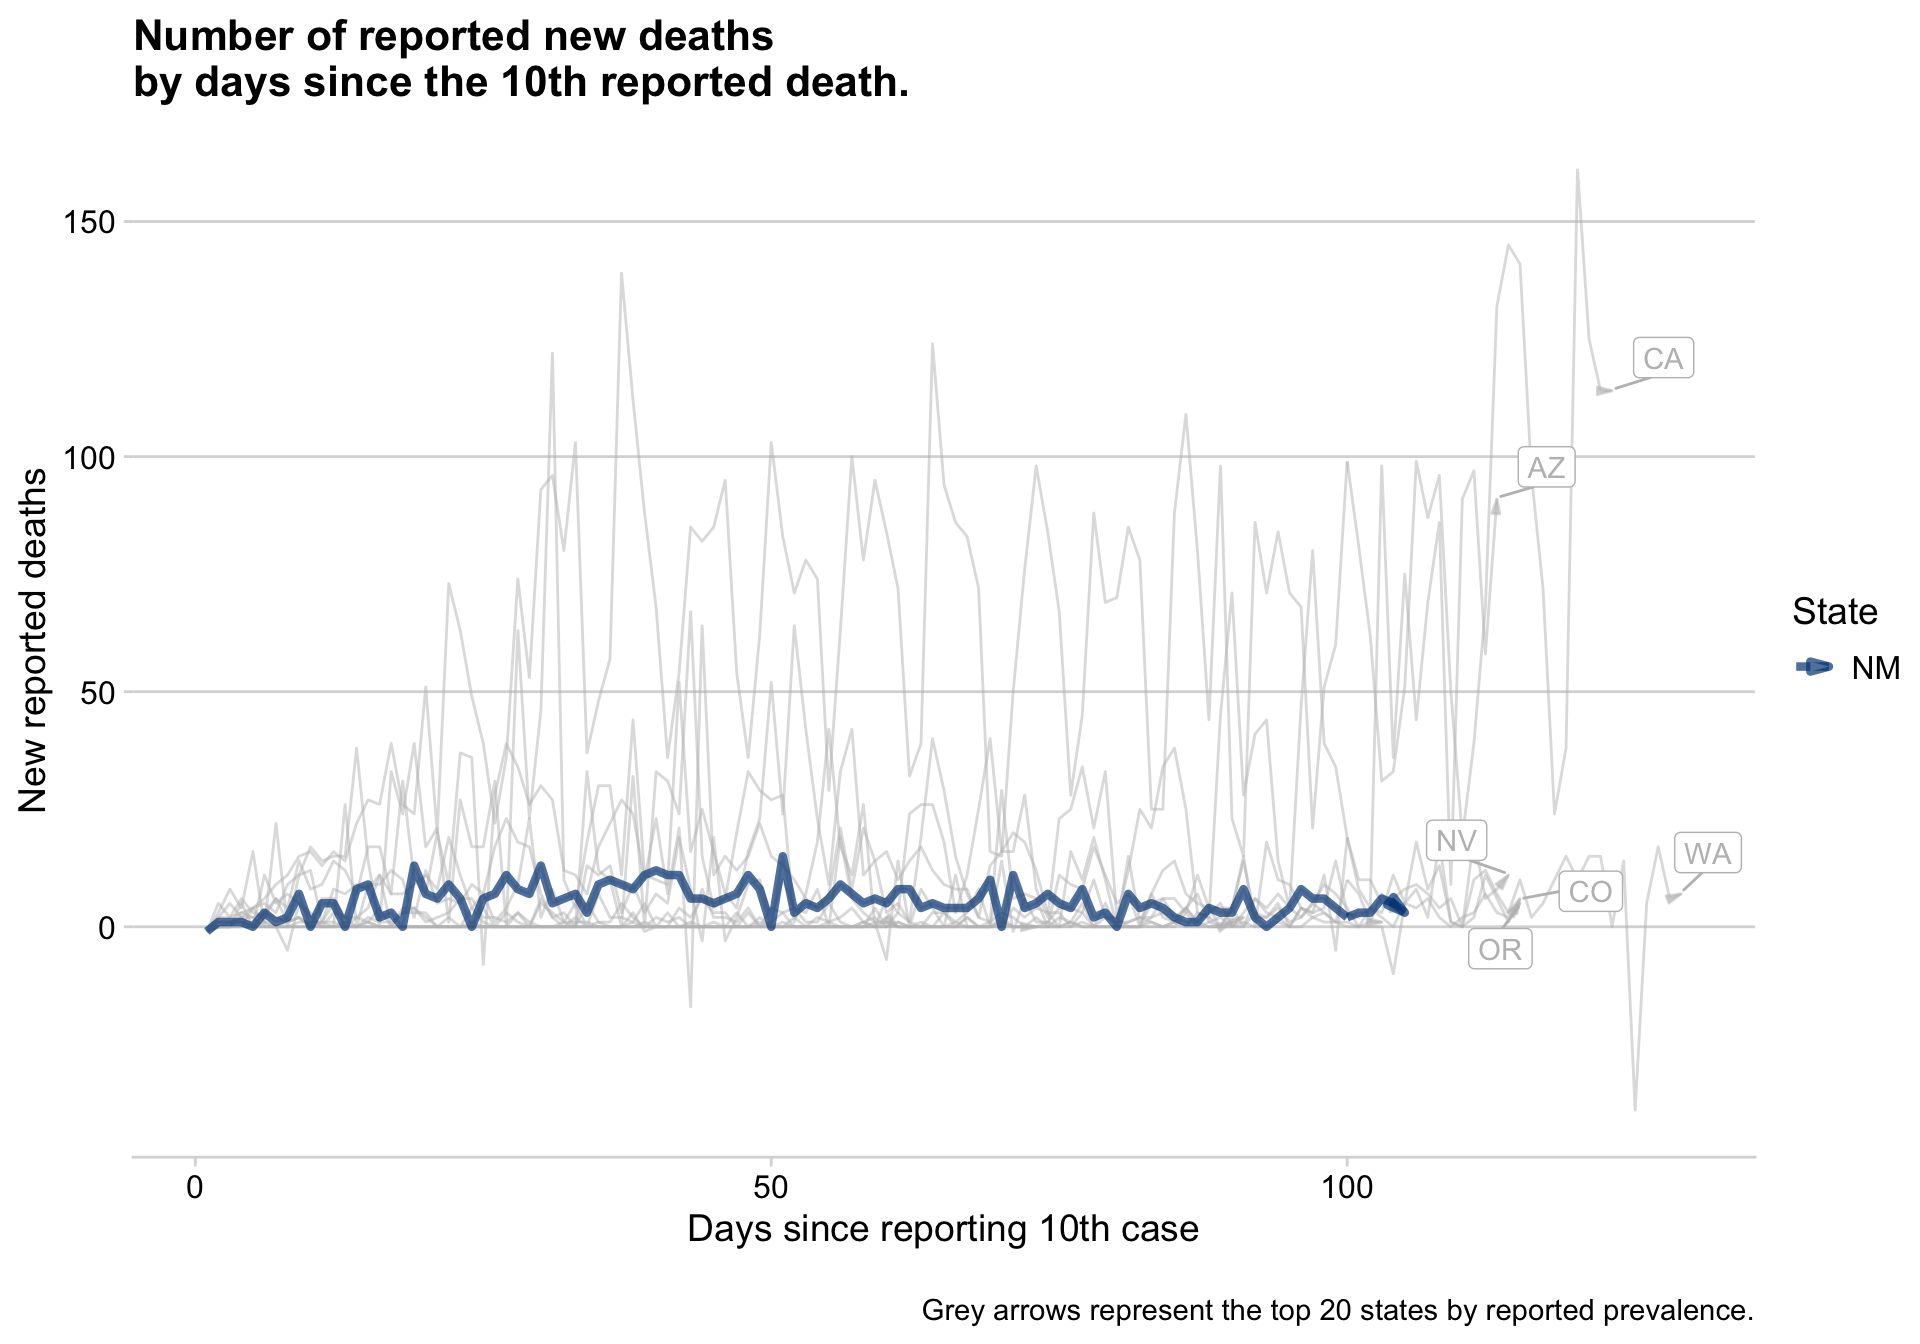 Number of reported new deaths
by days since the 10th reported death.
New reported deaths
150
100
50
0
CA
AZ
NV
WA
CO
OR
State
NM
0
50
100
Days since reporting 10th case
Grey arrows represent the top 20 states by reported prevalence.